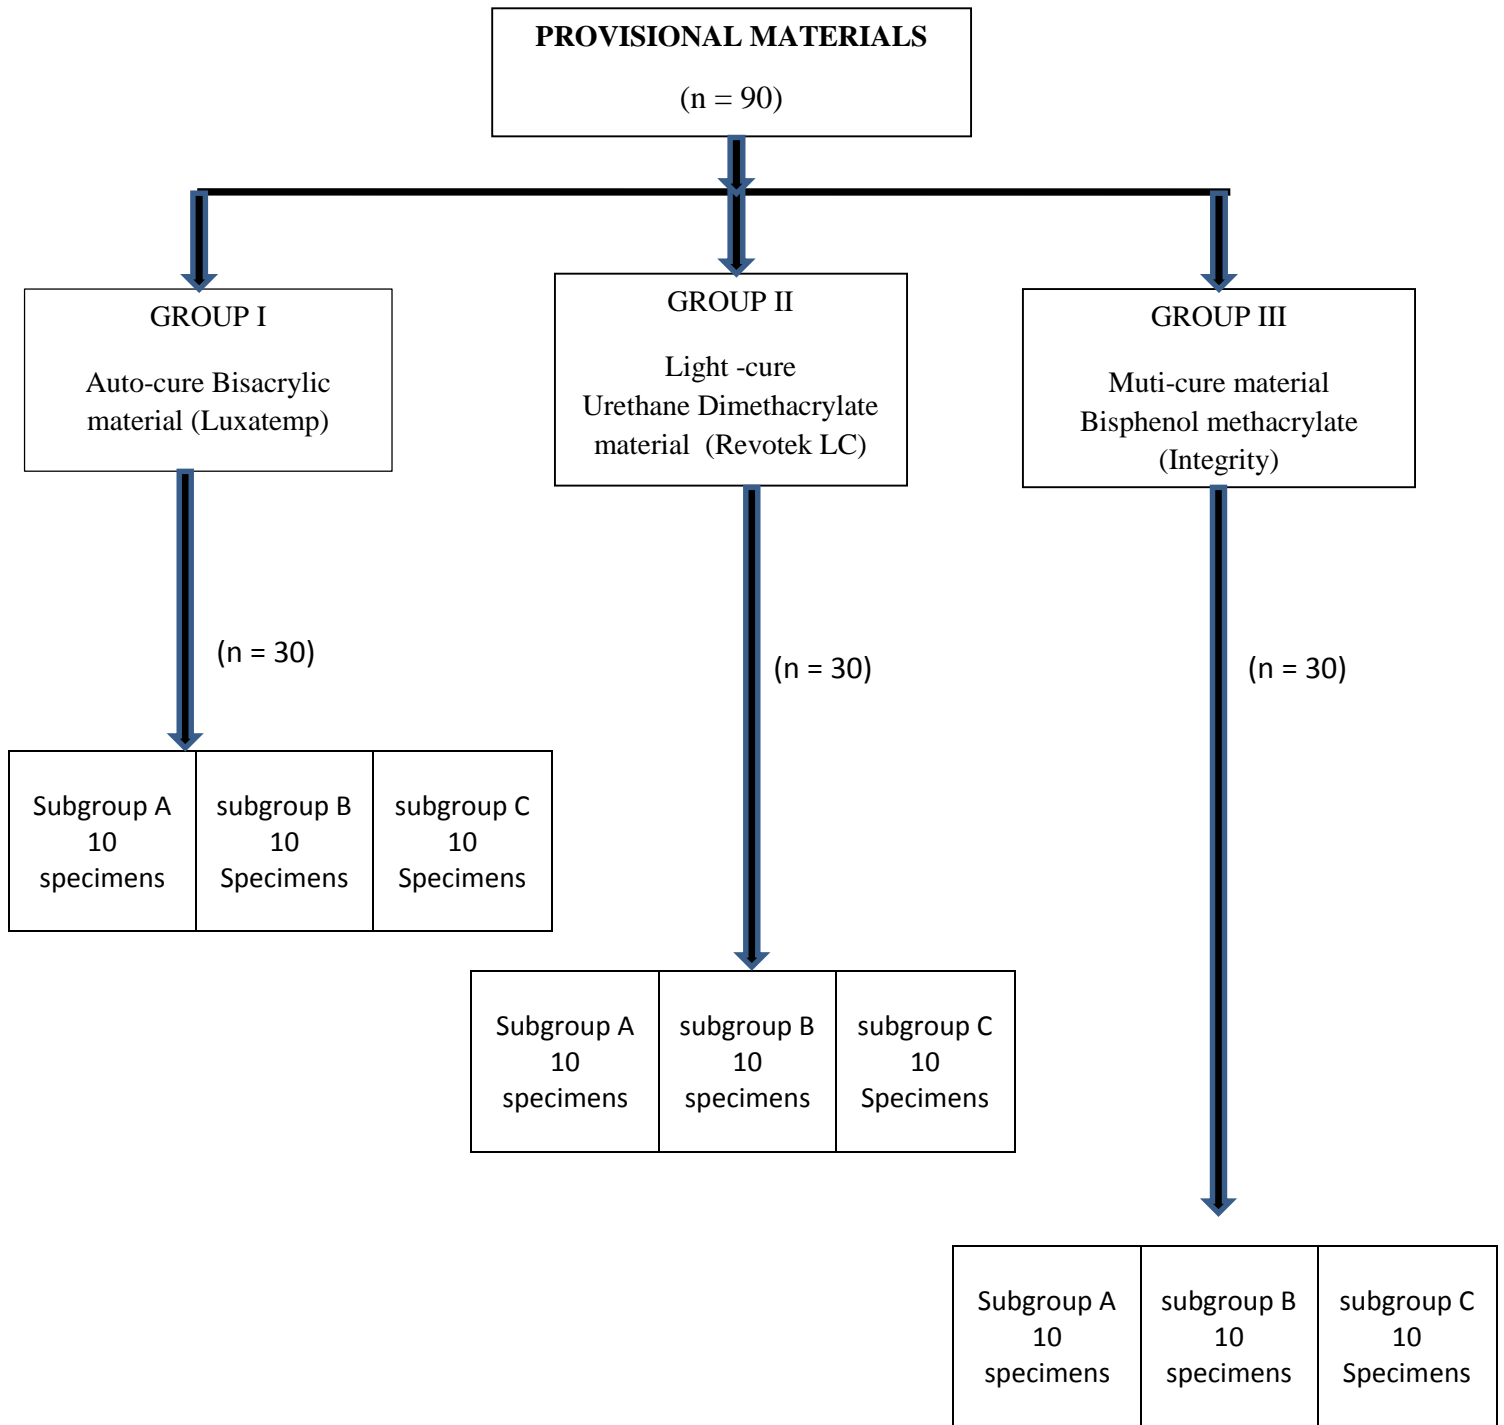 PROVISIONAL MATERIALS
(n = 90)
GROUP I
Auto-cure Bisacrylic
material (Luxatemp)
GROUP II
Light -cure
Urethane Dimethacrylate
material  (Revotek LC)
GROUP III
Muti-cure material
Bisphenol methacrylate
(Integrity)
(n = 30)
(n = 30)
(n = 30)
Subgroup A
10
specimens
subgroup B
10
Specimens
subgroup C
10
Specimens
Subgroup A
10
specimens
subgroup B
10
specimens
subgroup C
10
Specimens
Subgroup A
10
specimens
subgroup B
10
specimens
subgroup C
10
Specimens